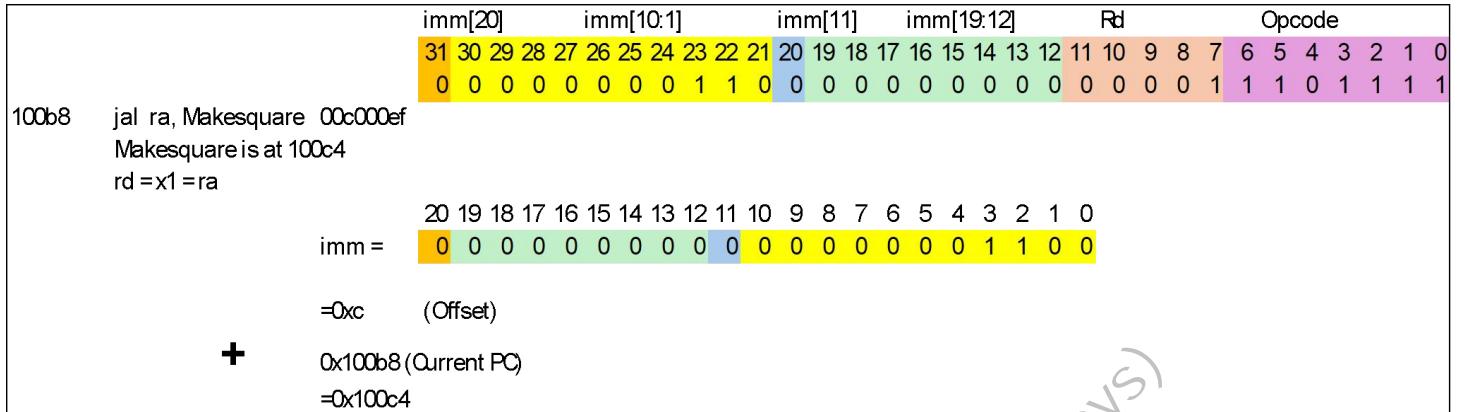 imm[20] imm[10:1] imm[11] imm[19:12] Rd Opcode
31 30 29 28 27 26 25 24 23 22 21 20 19 18 17 16 15 14 13 12 11 10 9 8 7 6 5 4 3 2 1 0
0 0 0 0 0 0 0 0 1 1 0 0 0 0 0 0 0 0 0 0 0 0 0 0 1 1 1 0 1 1 1 1
100b8 jal ra, Makesquare 00c000ef
Makesquare is at 100c4
rd = x1 = ra
20 19 18 17 16 15 14 13 12 11 10 9 8 7 6 5 4 3 2 1 0
imm = 0 0 0 0 0 0 0 0 0 0 0 0 0 0 0 0 0 1 1 0 0
=0xc (Offset)
+ 0x100b8 (Current PC)
=0x100c4